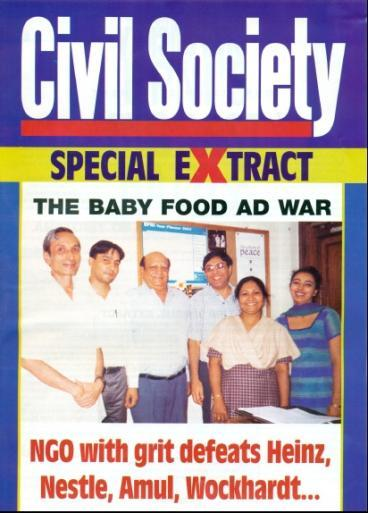 Civil Society
SPECIAL EXTRACT
THE BABY FOOD AD WAR
peace
NGO with grit defeats Heinz,
Nestle, Amul, Wockhardt...